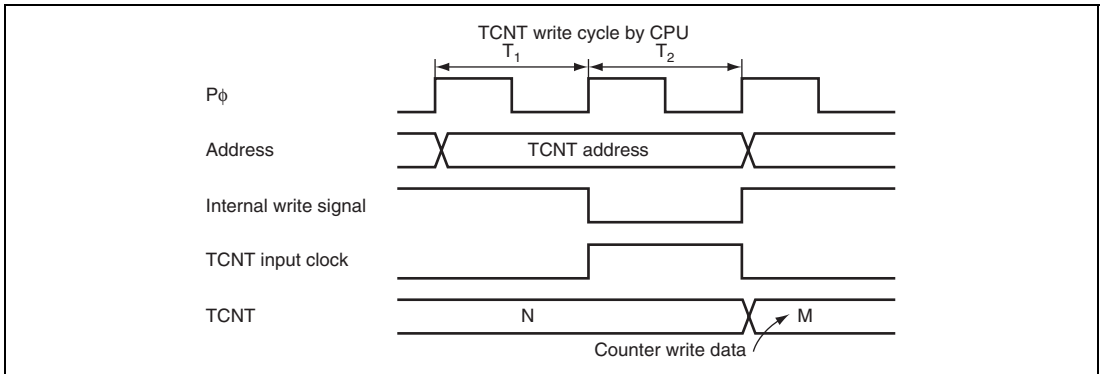 TCNT write cycle by CPU
T1 T2
Pφ
Address TCNT address
Internal write signal
TCNT input clock
TCNT N M
Counter write data